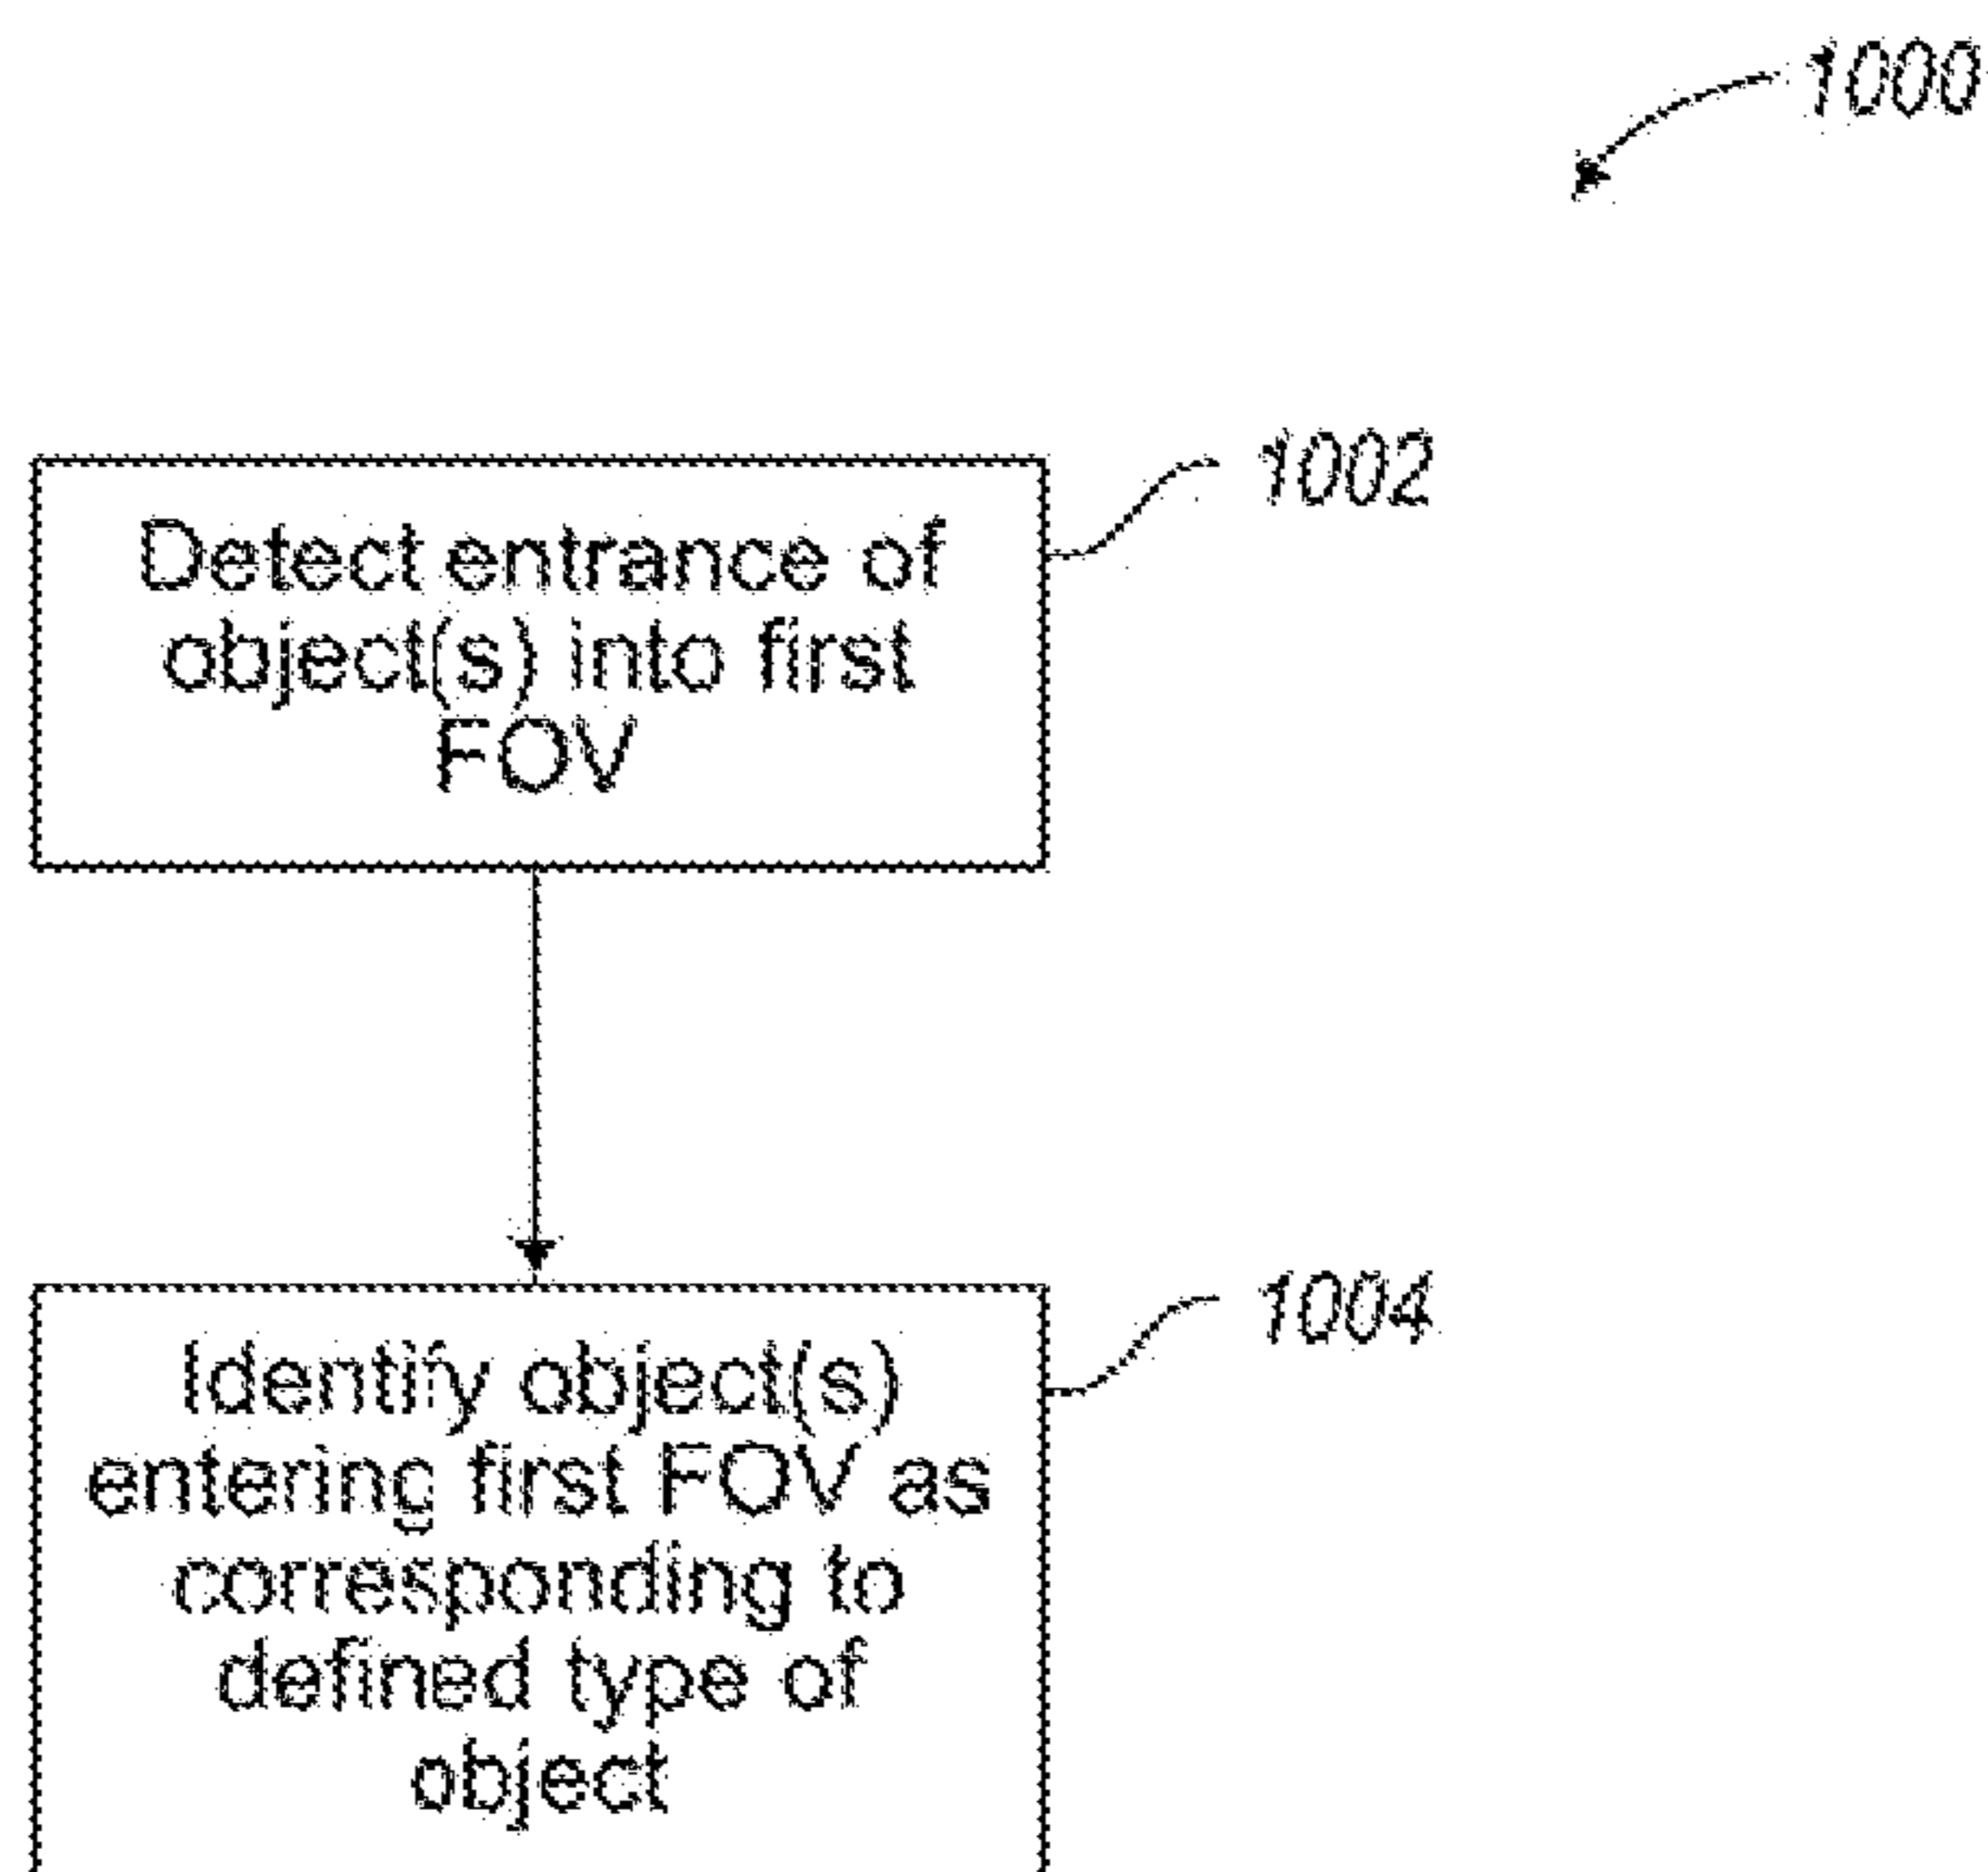 1000
1002
Detect entrance of
object(s) into first
FOV
1004
Identify object(s)
entering first FOV as
corresponding to
defined type of
object